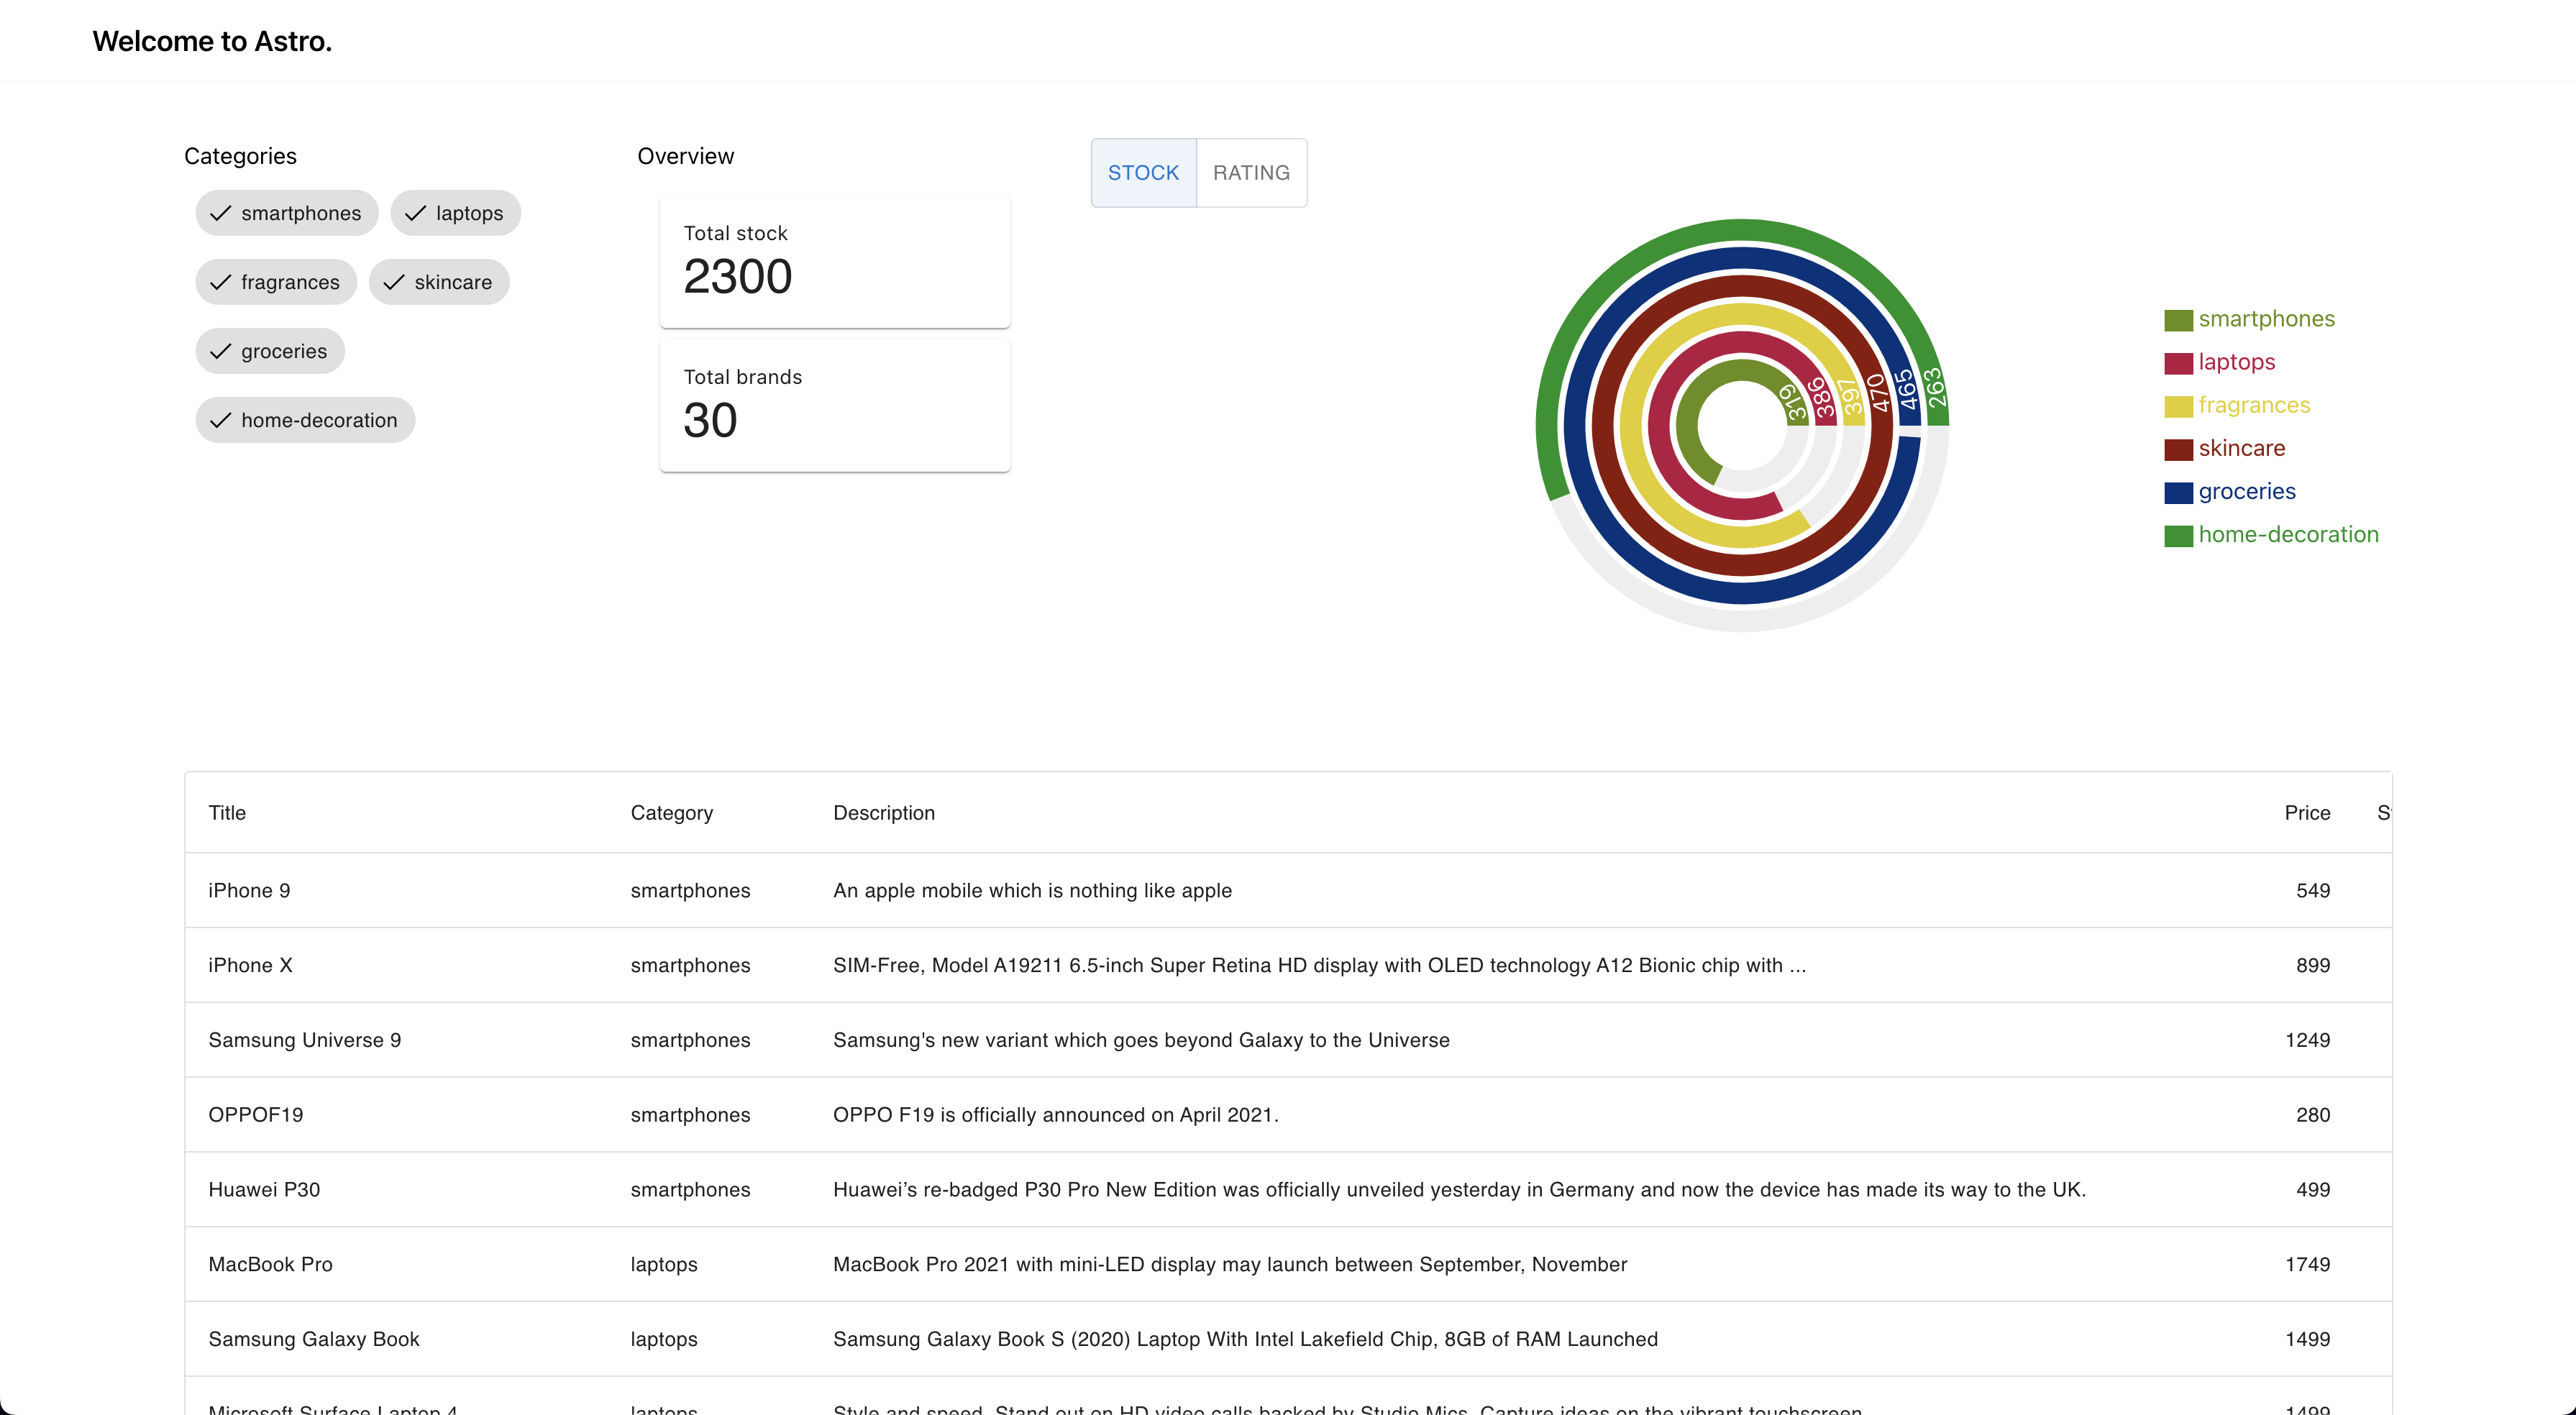 Welcome to Astro.
Categories
smartphones
laptops
fragrances
skincare
groceries
home-decoration
Overview
Total stock
2300
Total brands
30
STOCK RATING
319
386
397
470
465
263
smartphones
laptops
fragrances
skincare
groceries
home-decoration
Title Category Description Price
iPhone 9 smartphones An apple mobile which is nothing like apple 549
iPhone X smartphones SIM-Free, Model A19211 6.5-inch Super Retina HD display with OLED technology A12 Bionic chip with ... 899
Samsung Universe 9 smartphones Samsung's new variant which goes beyond Galaxy to the Universe 1249
OPPOF19 smartphones OPPO F19 is officially announced on April 2021. 280
Huawei P30 smartphones Huawei’s re-badged P30 Pro New Edition was officially unveiled yesterday in Germany and now the device has made its way to the UK. 499
MacBook Pro laptops MacBook Pro 2021 with mini-LED display may launch between September, November 1749
Samsung Galaxy Book laptops Samsung Galaxy Book S (2020) Laptop With Intel Lakefield Chip, 8GB of RAM Launched 1499
Microsoft Surface Laptop 4 laptops Style and speed. Stand out on HD video calls backed by Studio Mics. Capture ideas on the vibrant touchscreen. 1499